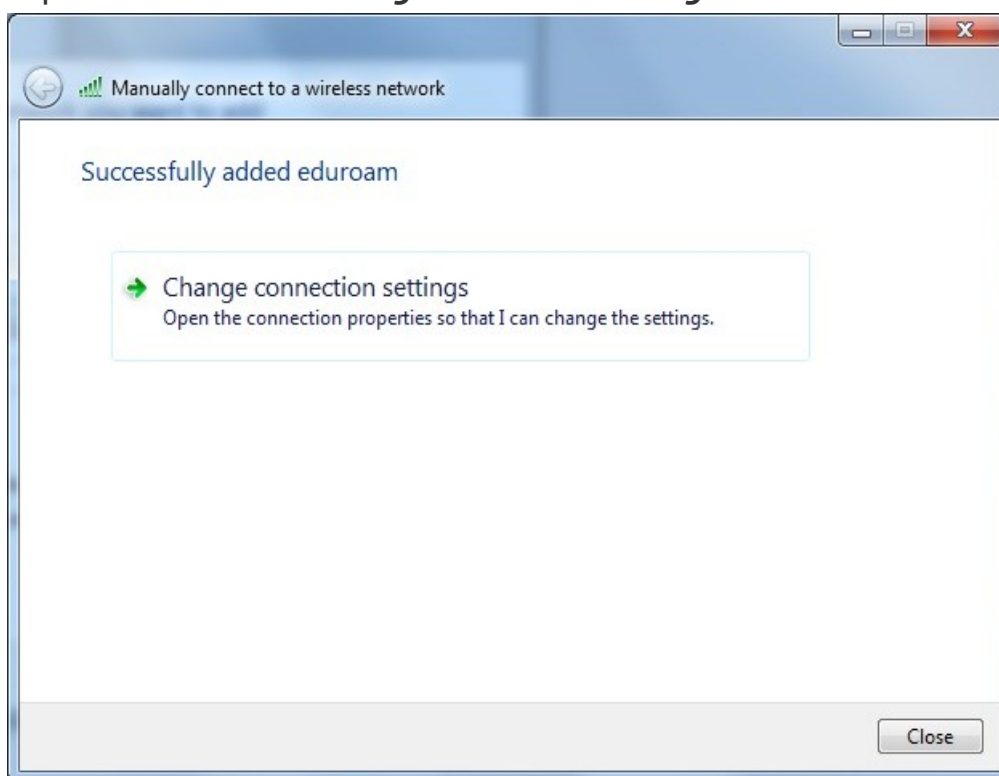 Manually connect to a wireless network
Successfully added eduroam
Change connection settings
Open the connection properties so that I can change the settings.
Close